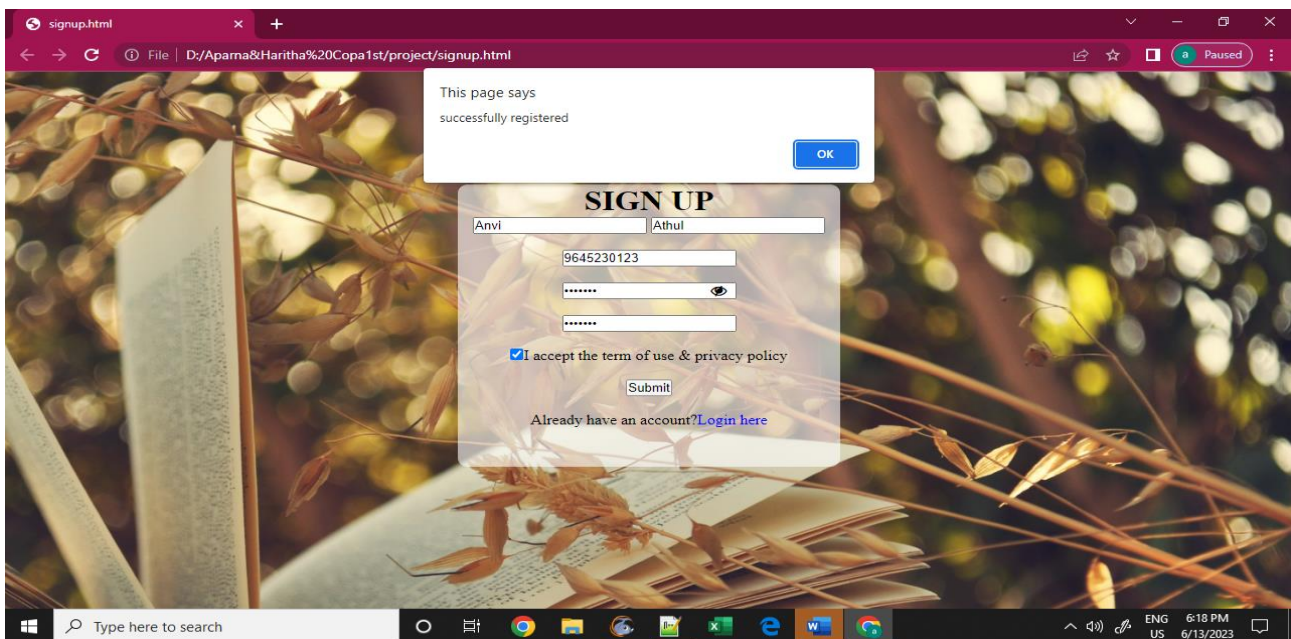 signup.html
File | D:/Aparna&Haritha%20Copa1st/project/signup.html
a Paused
This page says
successfully registered
OK
SIGN UP
Anvi Athul
9645230123
•••••••
•••••••
I accept the term of use & privacy policy
Submit
Already have an account?Login here
Type here to search
ENG 6:18 PM
US 6/13/2023